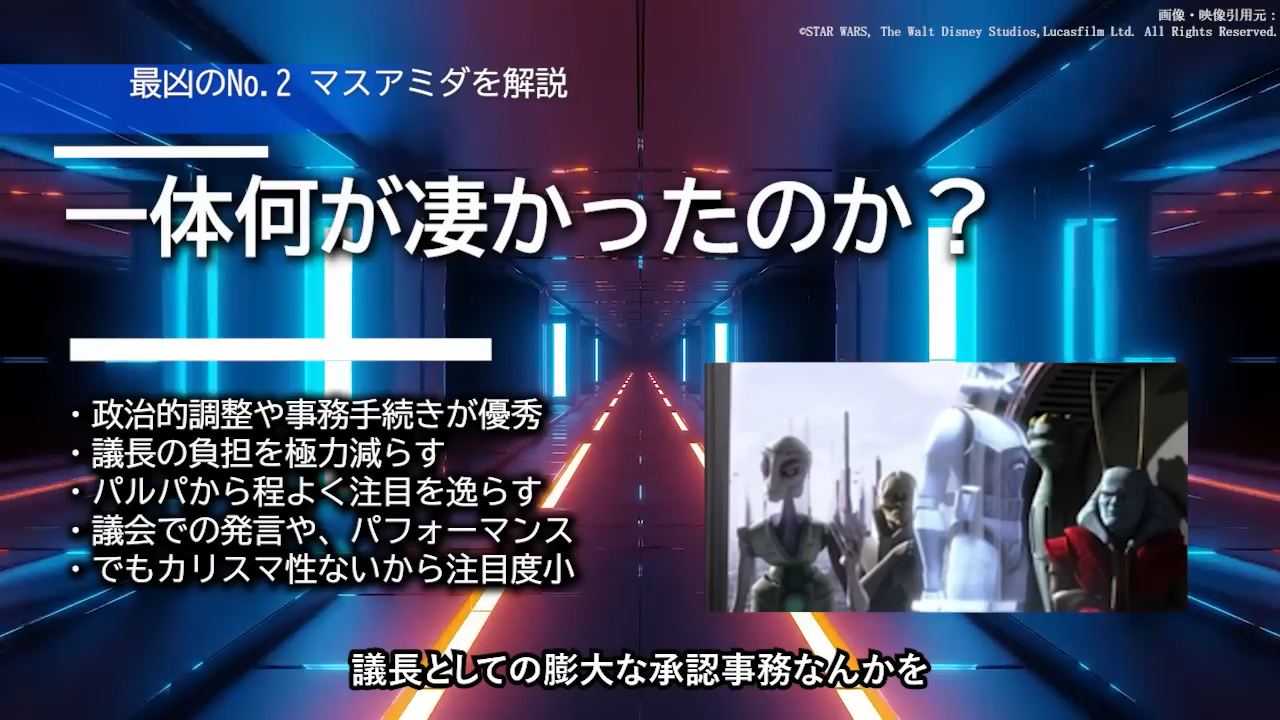 画像・映像引用元：
©STAR WARS, The Walt Disney Studios,Lucasfilm Ltd. All Rights Reserved.
最凶のNo.2 マスアミダを解説
一体何が凄かったのか？
・政治的調整や事務手続きが優秀
・議長の負担を極力減らす
・パルパから程よく注目を逸らす
・議会での発言や、パフォーマンス
・でもカリスマ性ないから注目度小
議長としての膨大な承認事務なんかを